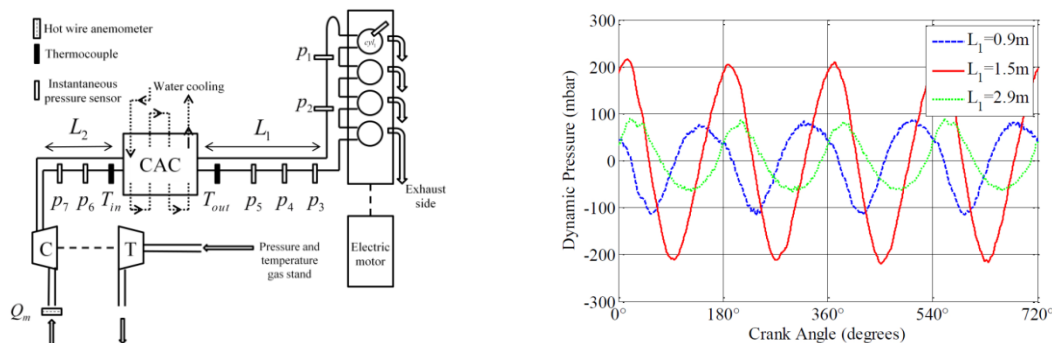 Hot wire anemometer
Thermocouple
Instantaneous
pressure sensor
Water cooling
L2
L1
CAC
p1
cyl1
p2
p7 p6 Tin Tout p5 p4 p3
Exhaust
side
C
T
Pressure and
temperature
gas stand
Electric
motor
Qm
Dynamic Pressure (mbar)
300
200
100
0
-100
-200
-300
0° 180° 360° 540° 720°
Crank Angle (degrees)
L1=0.9m
L1=1.5m
L1=2.9m